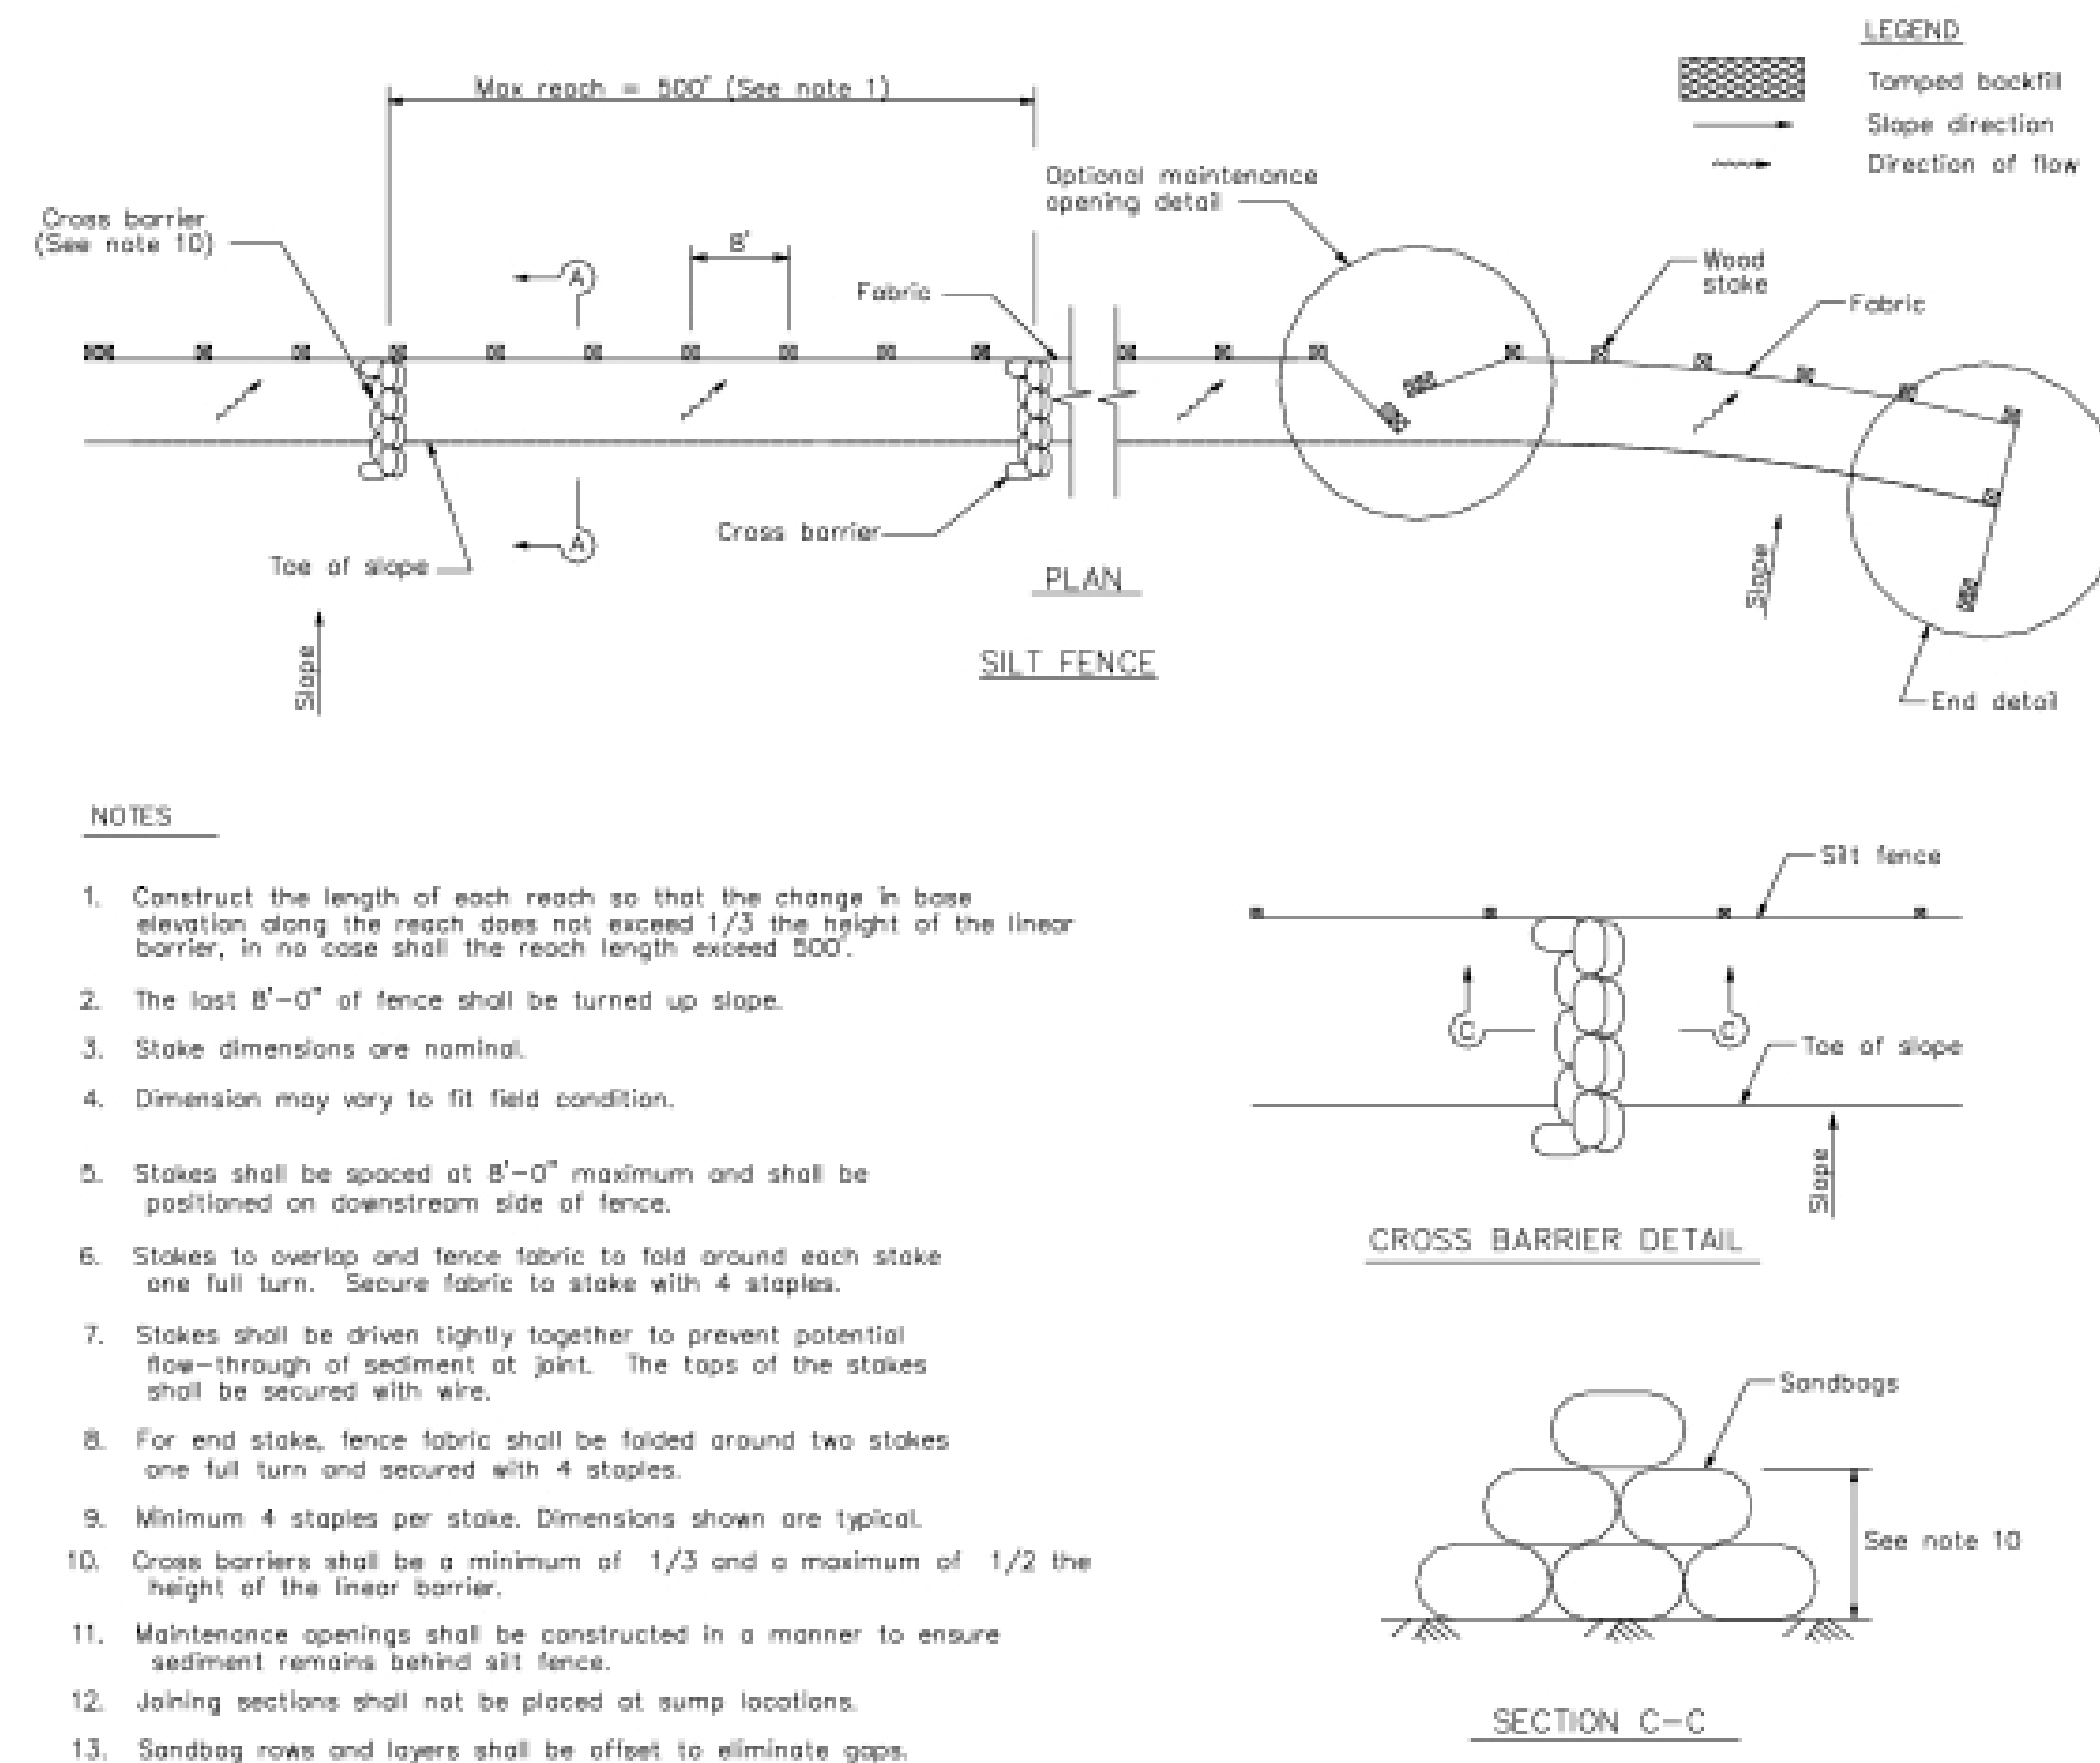 LEGEND
Tamped backfill
Slope direction
Direction of flow
Max reach = 500' (See note 1)
Optional maintenance
opening detail
Cross barrier
(See note 10)
8'
A
Fabric
Wood
stake
Fabric
Cross barrier
A
Toe of slope
PLAN
Slope
Slope
SILT FENCE
End detail
NOTES
1. Construct the length of each reach so that the change in base
elevation along the reach does not exceed 1/3 the height of the linear
barrier, in no case shall the reach length exceed 500'.
2. The last 8'-0" of fence shall be turned up slope.
3. Stake dimensions are nominal.
4. Dimension may vary to fit field condition.
5. Stakes shall be spaced at 8'-0" maximum and shall be
positioned on downstream side of fence.
6. Stakes to overlap and fence fabric to fold around each stake
one full turn. Secure fabric to stake with 4 staples.
7. Stakes shall be driven tightly together to prevent potential
flow-through of sediment at joint. The tops of the stakes
shall be secured with wire.
8. For end stake, fence fabric shall be folded around two stakes
one full turn and secured with 4 staples.
9. Minimum 4 staples per stake. Dimensions shown are typical.
10. Cross barriers shall be a minimum of 1/3 and a maximum of 1/2 the
height of the linear barrier.
11. Maintenance openings shall be constructed in a manner to ensure
sediment remains behind silt fence.
12. Joining sections shall not be placed at sump locations.
13. Sandbag rows and layers shall be offset to eliminate gaps.
Silt fence
C
C
Toe of slope
Slope
CROSS BARRIER DETAIL
Sandbags
See note 10
SECTION C-C